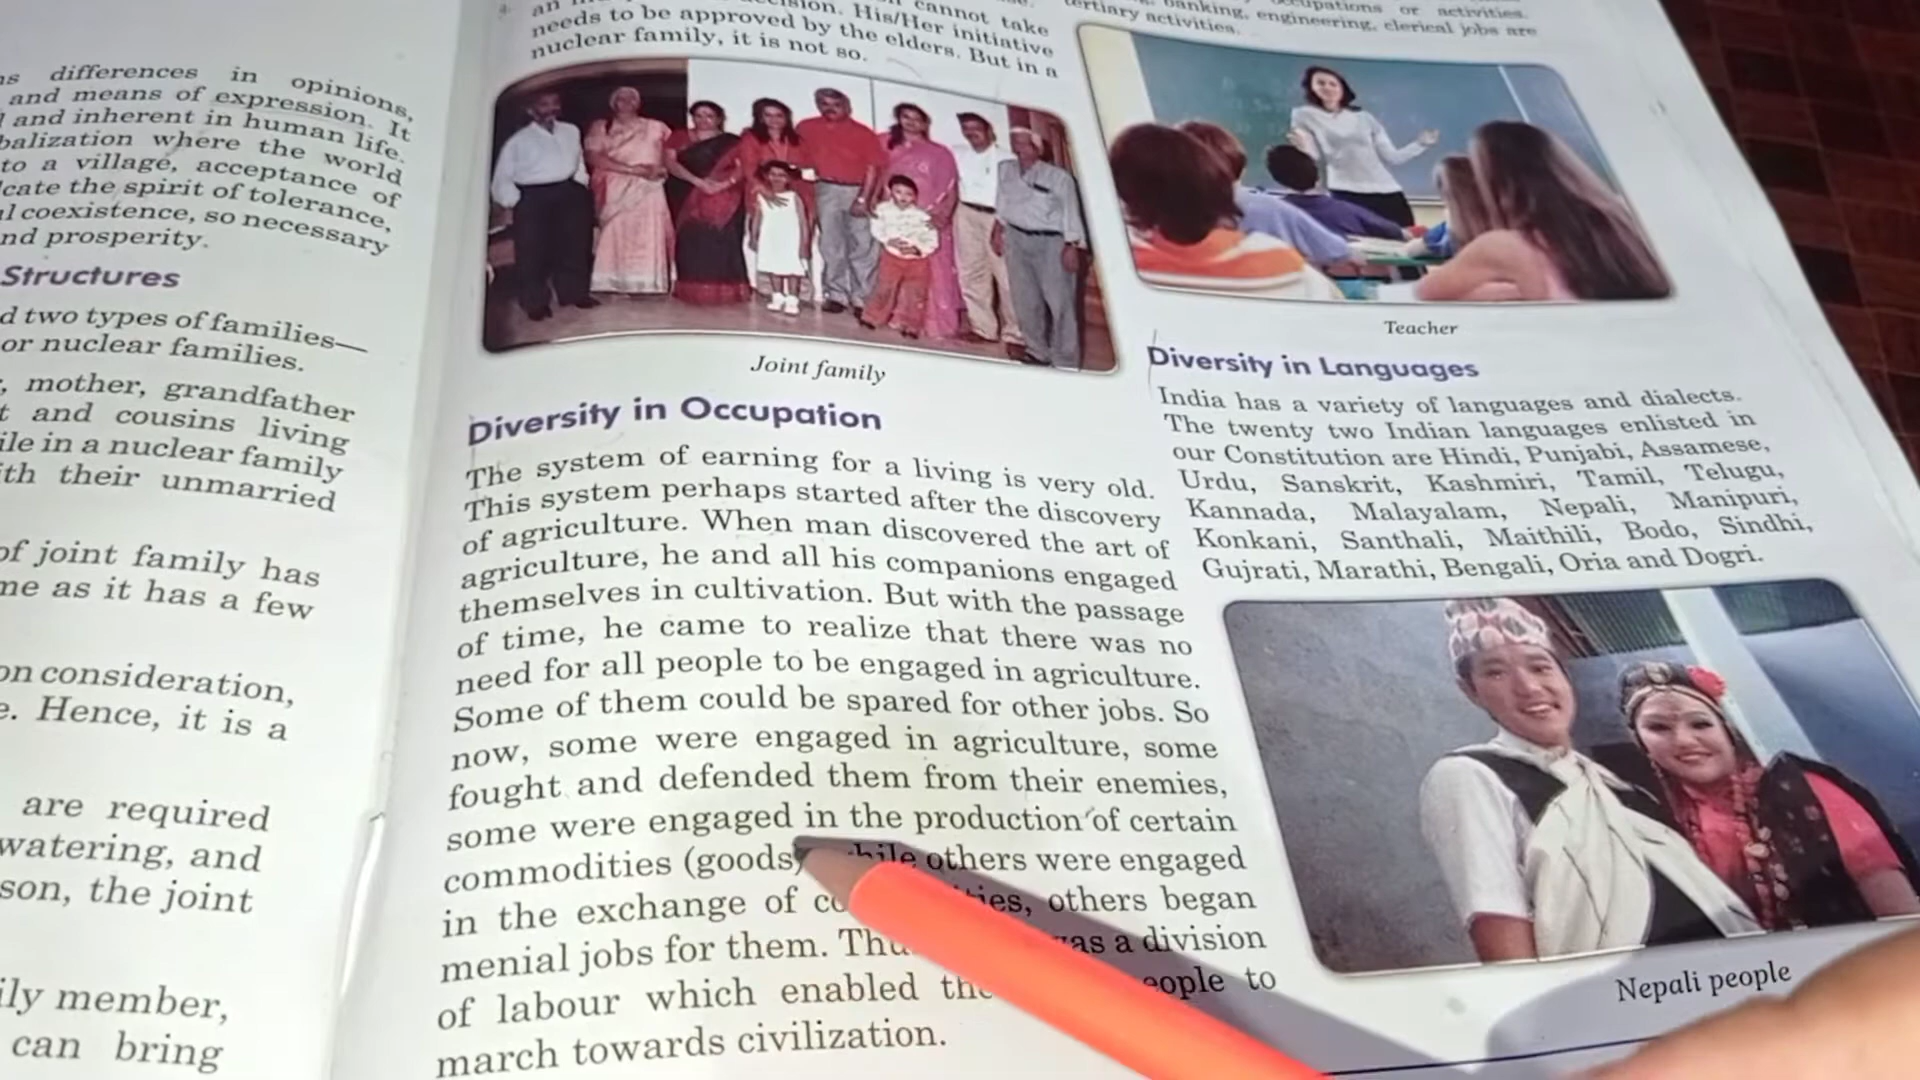 s differences in opinions,
and means of expression. It
and inherent in human life.
balization where the world
to a village, acceptance of
cate the spirit of tolerance,
l coexistence, so necessary
nd prosperity.
Structures
d two types of families—
or nuclear families.
, mother, grandfather
t and cousins living
ile in a nuclear family
ith their unmarried
of joint family has
me as it has a few
on consideration,
e. Hence, it is a
are required
watering, and
son, the joint
ily member,
can bring
cannot take
needs to be approved by the elders. But in a
nuclear family, it is not so.
Joint family
Diversity in Occupation
The system of earning for a living is very old.
This system perhaps started after the discovery
of agriculture. When man discovered the art of
agriculture, he and all his companions engaged
themselves in cultivation. But with the passage
of time, he came to realize that there was no
need for all people to be engaged in agriculture.
Some of them could be spared for other jobs. So
now, some were engaged in agriculture, some
fought and defended them from their enemies,
some were engaged in the production of certain
commodities (goods) while others were engaged
in the exchange of others began
menial jobs for them. was a division
of labour which enabled people to
march towards civilization.
banking, engineering, clerical jobs are
tertiary activities.
Teacher
Diversity in Languages
India has a variety of languages and dialects.
The twenty two Indian languages enlisted in
our Constitution are Hindi, Punjabi, Assamese,
Urdu, Sanskrit, Kashmiri, Tamil, Telugu,
Kannada, Malayalam, Nepali, Manipuri,
Konkani, Santhali, Maithili, Bodo, Sindhi,
Gujrati, Marathi, Bengali, Oria and Dogri.
Nepali people